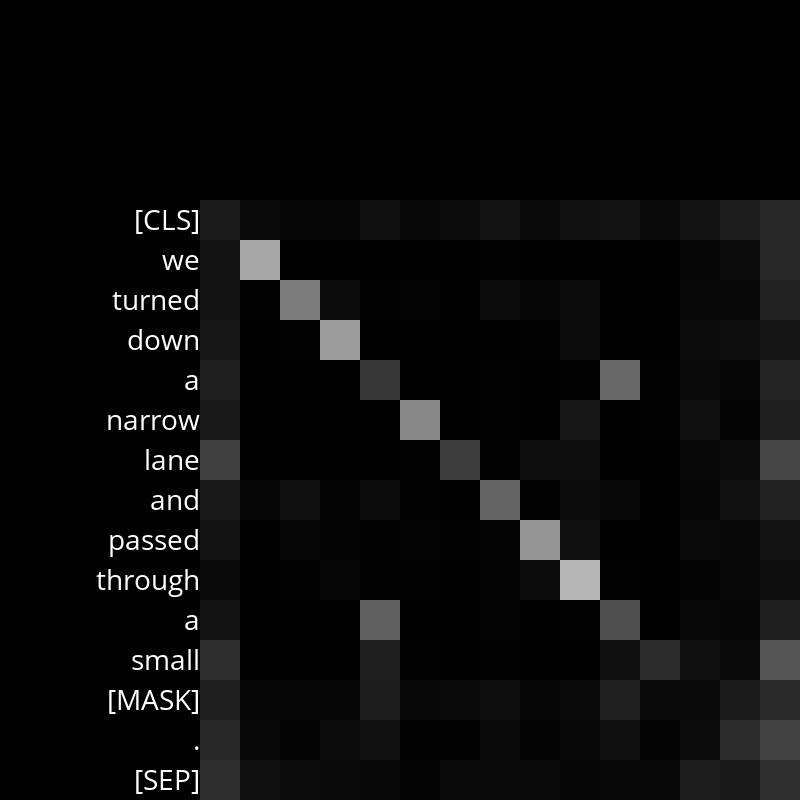 [CLS]
we
turned
down
a
narrow
lane
and
passed
through
a
small
[MASK]
.
[SEP]